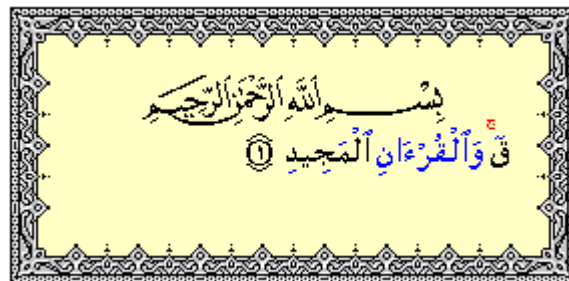 بِسْمِ ٱللَّهِ ٱلرَّحْمَٰنِ ٱلرَّحِيمِ
قٓ ۚ وَٱلْقُرْءَانِ ٱلْمَجِيدِ ١